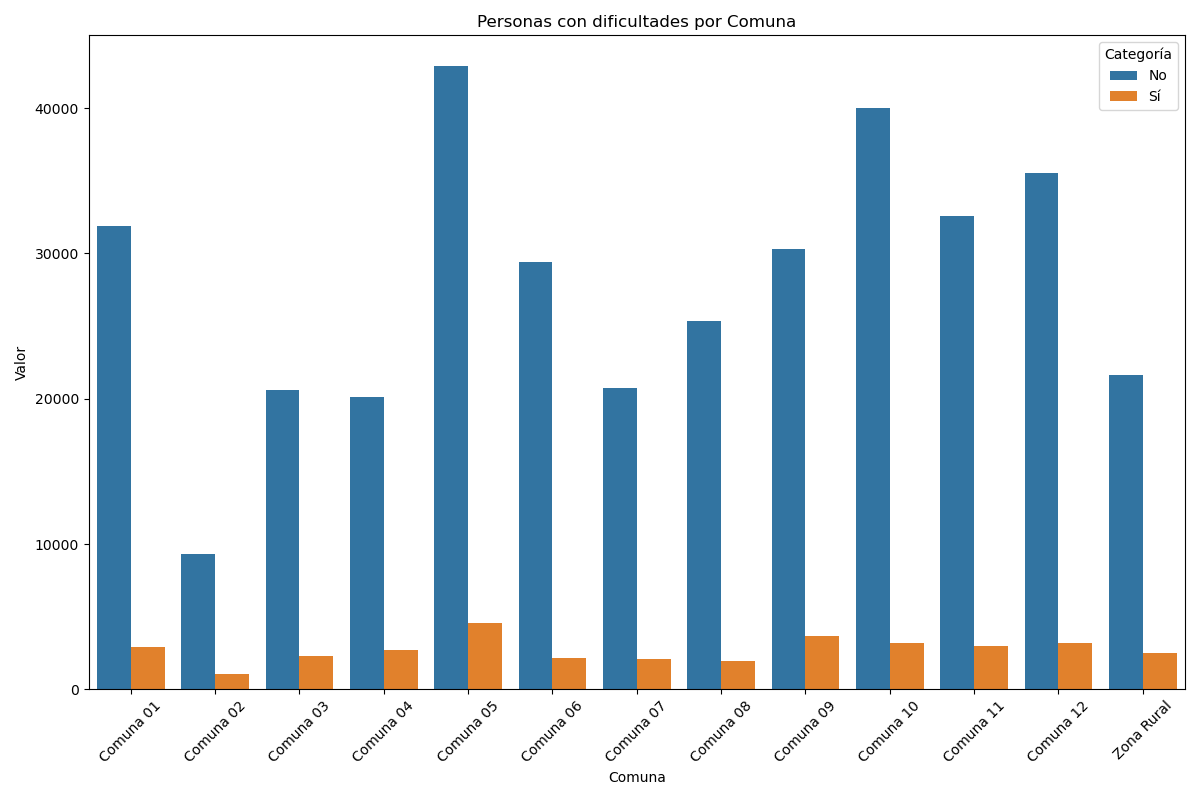 Personas con dificultades por Comuna
Categoría
No
Sí
Valor
40000
30000
20000
10000
0
Comuna 01
Comuna 02
Comuna 03
Comuna 04
Comuna 05
Comuna 06
Comuna 07
Comuna 08
Comuna 09
Comuna 10
Comuna 11
Comuna 12
Zona Rural
Comuna